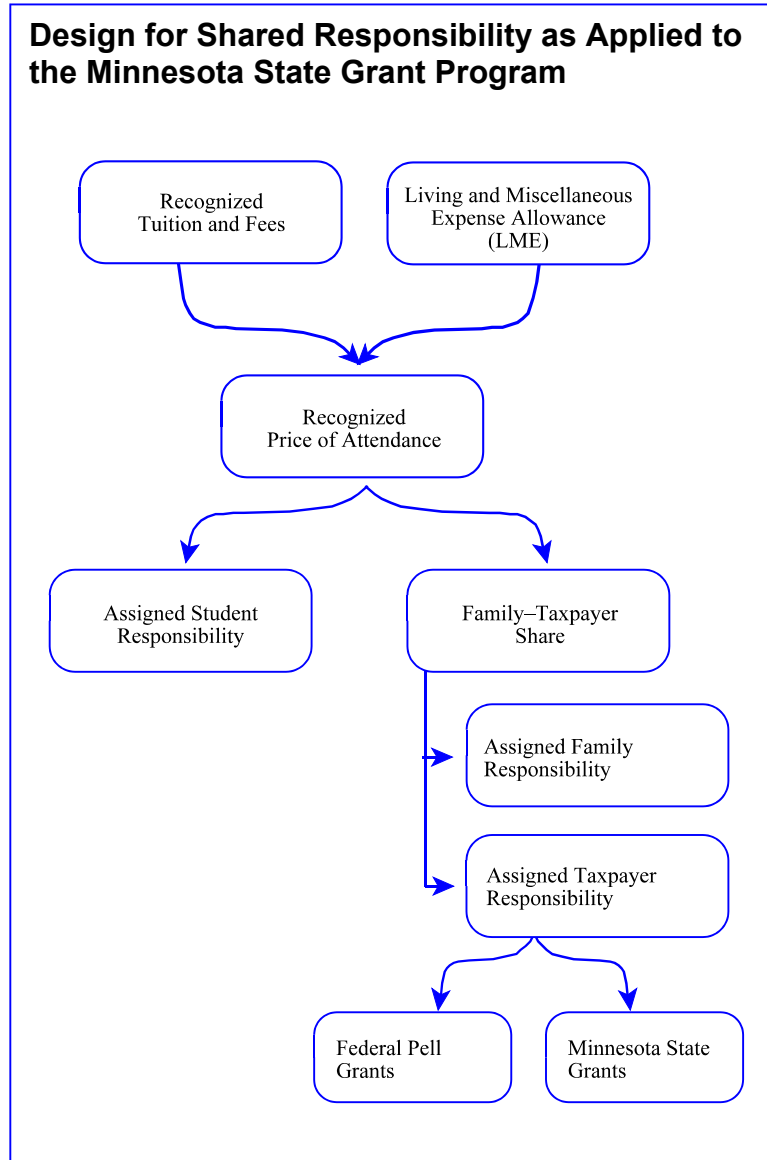 Design for Shared Responsibility as Applied to
the Minnesota State Grant Program
Recognized
Tuition and Fees
Living and Miscellaneous
Expense Allowance
(LME)
Recognized
Price of Attendance
Assigned Student
Responsibility
Family–Taxpayer
Share
Assigned Family
Responsibility
Assigned Taxpayer
Responsibility
Federal Pell
Grants
Minnesota State
Grants